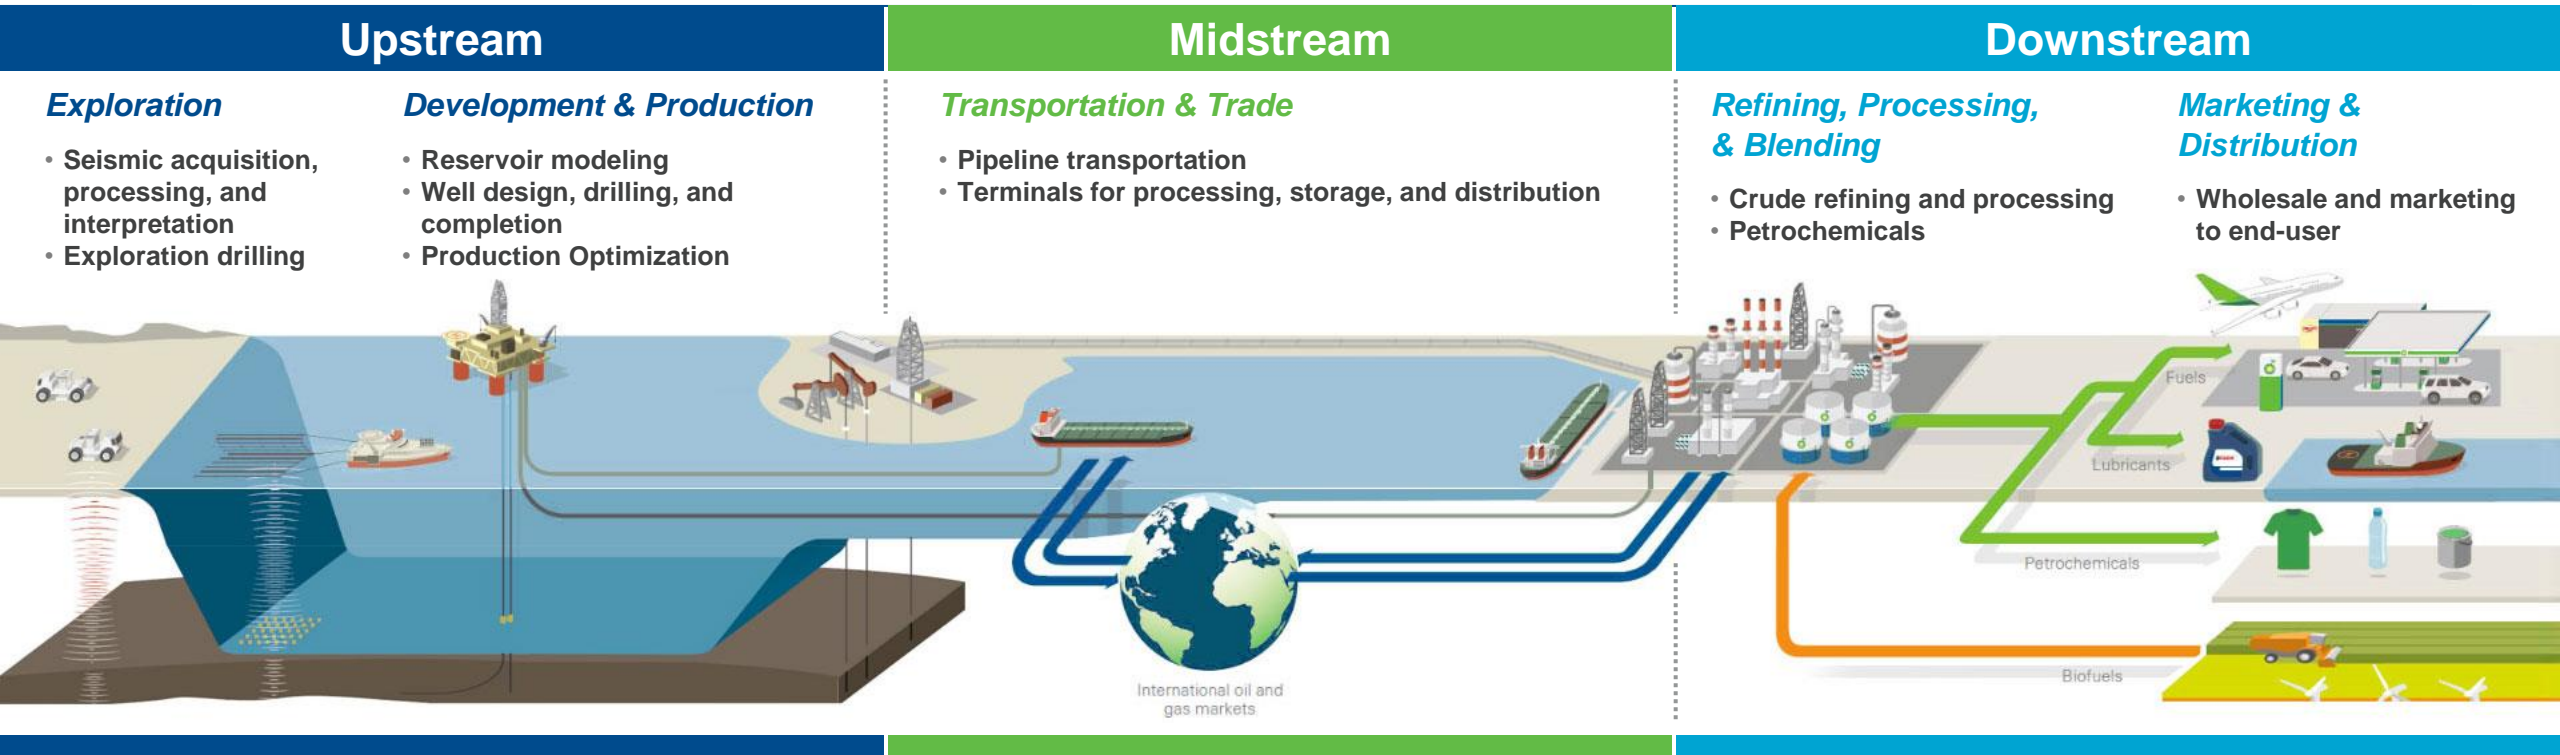 Upstream
Midstream
Downstream
Exploration
• Seismic acquisition,
processing, and
interpretation
• Exploration drilling
Development & Production
• Reservoir modeling
• Well design, drilling, and
completion
• Production Optimization
Transportation & Trade
• Pipeline transportation
• Terminals for processing, storage, and distribution
Refining, Processing,
& Blending
• Crude refining and processing
• Petrochemicals
Marketing &
Distribution
• Wholesale and marketing
to end-user
Fuels
Lubricants
Petrochemicals
Biofuels
International oil and
gas markets